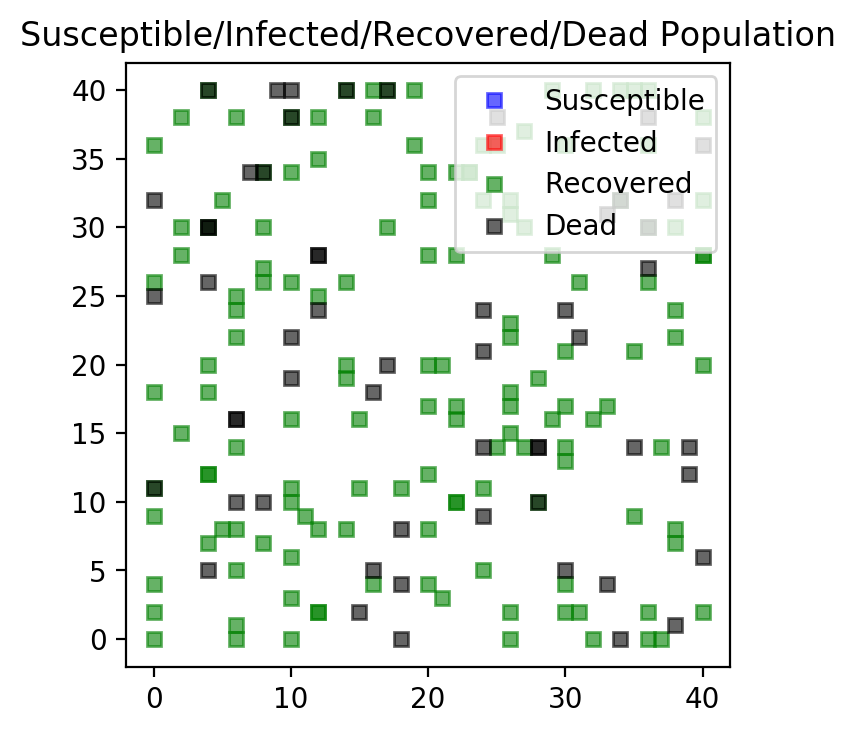 Susceptible/Infected/Recovered/Dead Population
40
35
30
25
20
15
10
5
0
Susceptible
Infected
Recovered
Dead
0 10 20 30 40